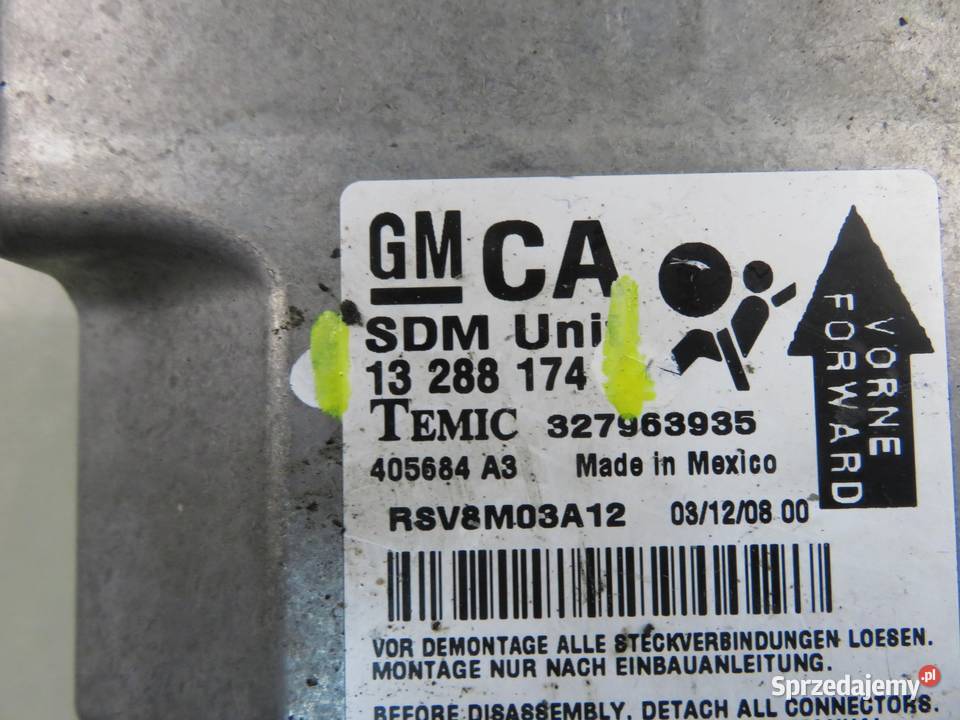 GM CA
SDM Uni
13 288 174
TEMIC 327963935
405684 A3 Made in Mexico
RSV8M03A12 03/12/08 00
VORNE
FORWARD
VOR DEMONTAGE ALLE STECKVERBINDUNGEN LOESEN.
MONTAGE NUR NACH EINBAUANLEITUNG.
BEFORE DISASSEMBLY, DETACH ALL CONNECTORS.
Sprzedajemy.pl